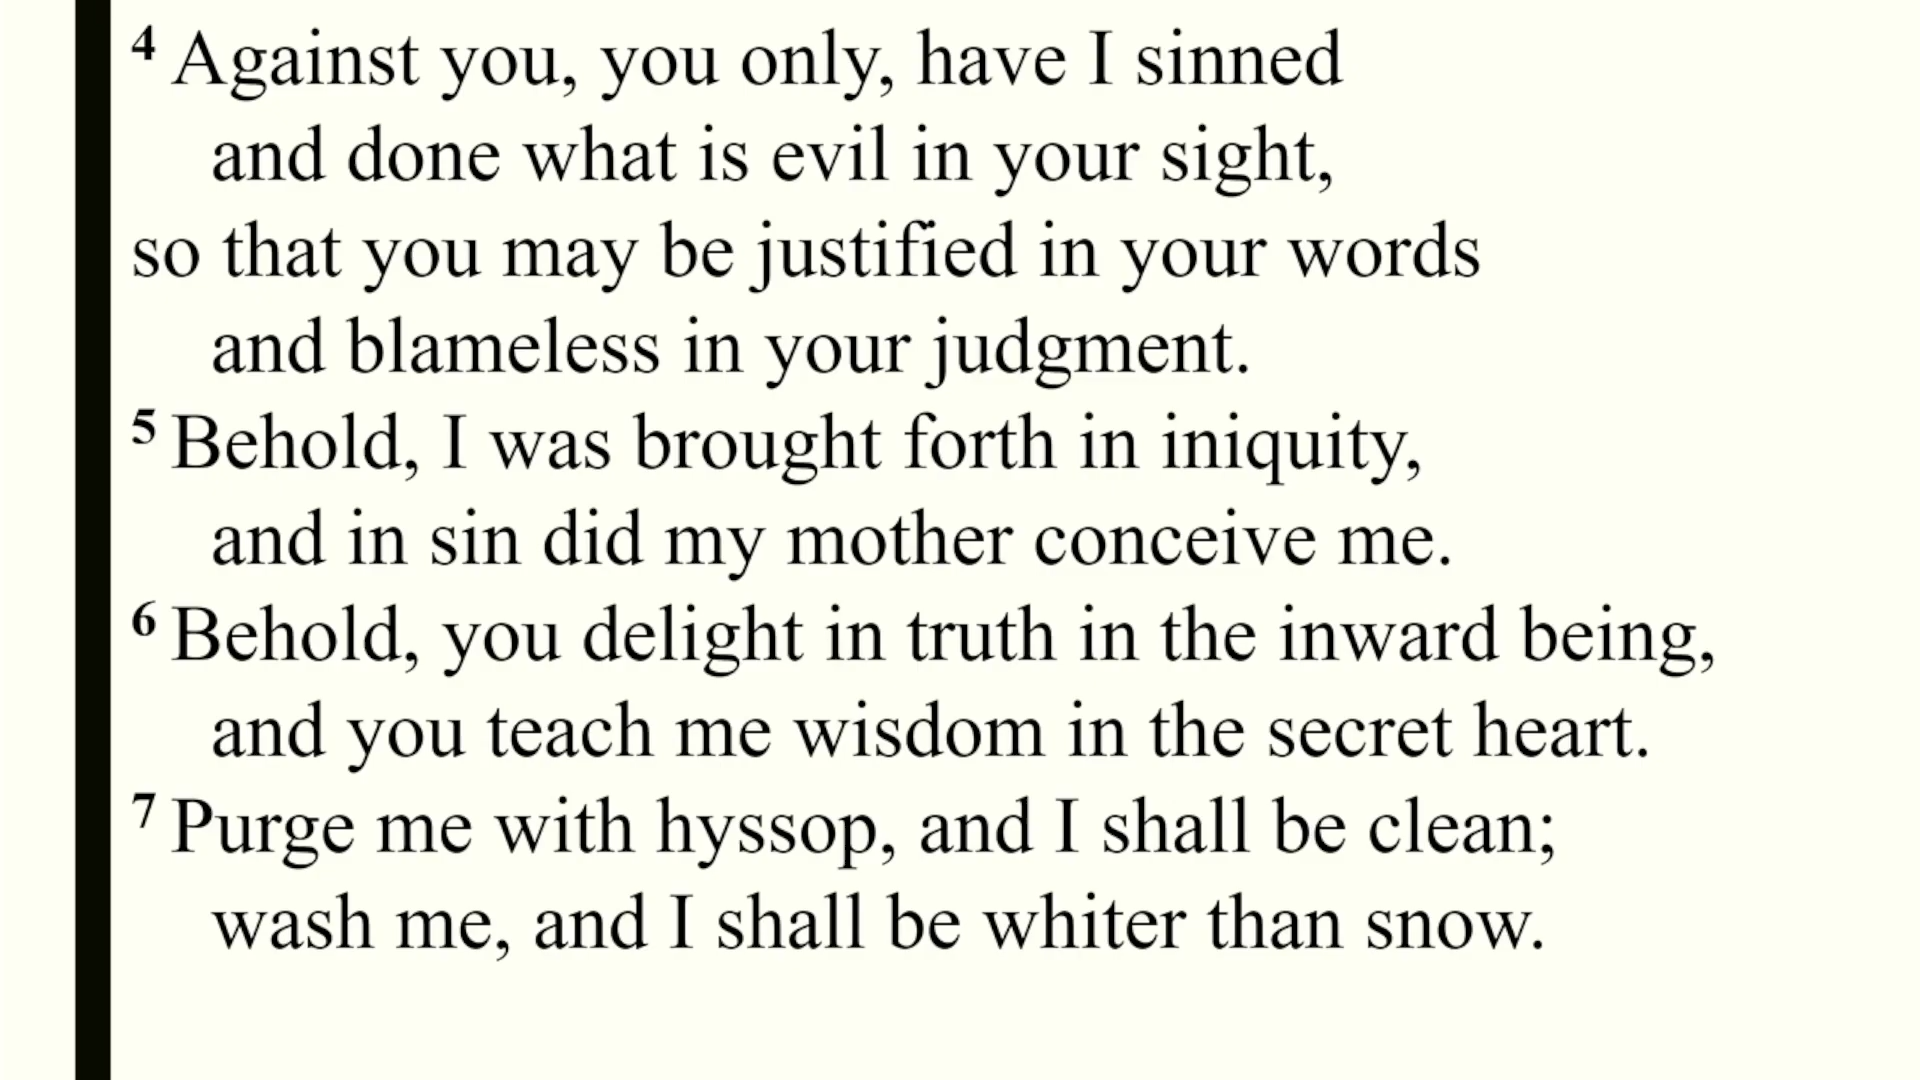 4 Against you, you only, have I sinned
and done what is evil in your sight,
so that you may be justified in your words
and blameless in your judgment.
5 Behold, I was brought forth in iniquity,
and in sin did my mother conceive me.
6 Behold, you delight in truth in the inward being,
and you teach me wisdom in the secret heart.
7 Purge me with hyssop, and I shall be clean;
wash me, and I shall be whiter than snow.